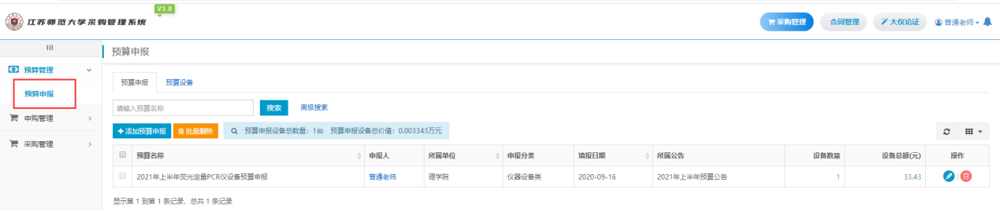 V3.0
江苏师范大学采购管理系统
采购管理 合同管理 大仪论证 普通老师
预算申报
预算管理
预算申报 预算设备
预算申报
请输入预算名称 搜索 高级搜索
申购管理
添加预算申报 批量删除 预算申报设备总数量：1台 预算申报设备总价值：0.003343万元
采购管理
预算名称 申报人 所属单位 申报分类 填报日期 所属公告 设备数量 设备总额(元) 操作
2021年上半年荧光定量PCR仪设备预算申报 普通老师 理学院 仪器设备类 2020-09-16 2021年上半年预算公告 1 33.43
显示第 1 到第 1 条记录，总共 1 条记录